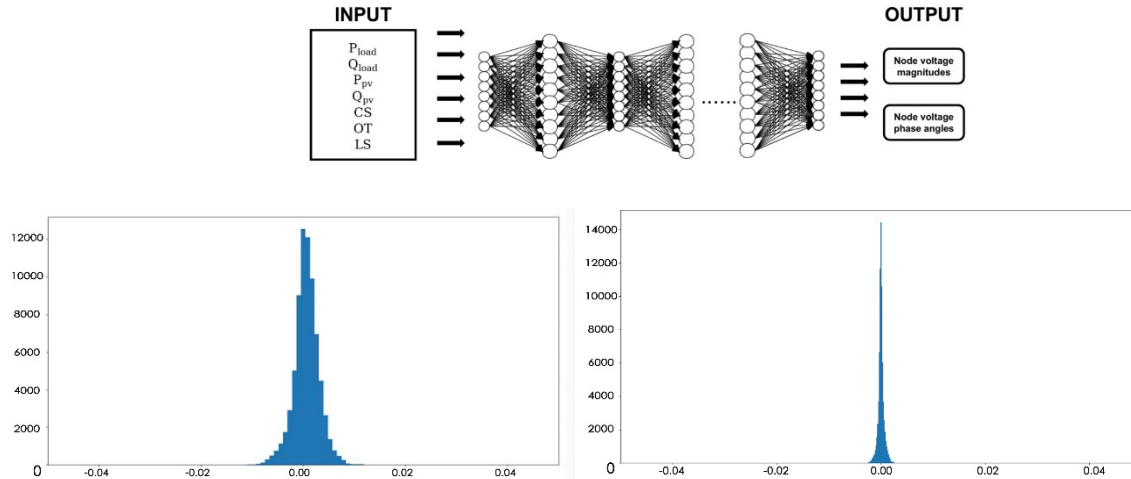 INPUT
OUTPUT
P_load
Q_load
P_pv
Q_pv
CS
OT
LS
Node voltage
magnitudes
Node voltage
phase angles
12000
10000
8000
6000
4000
2000
0
-0.04
-0.02
0.00
0.02
0.04
14000
12000
10000
8000
6000
4000
2000
0
-0.04
-0.02
0.00
0.02
0.04